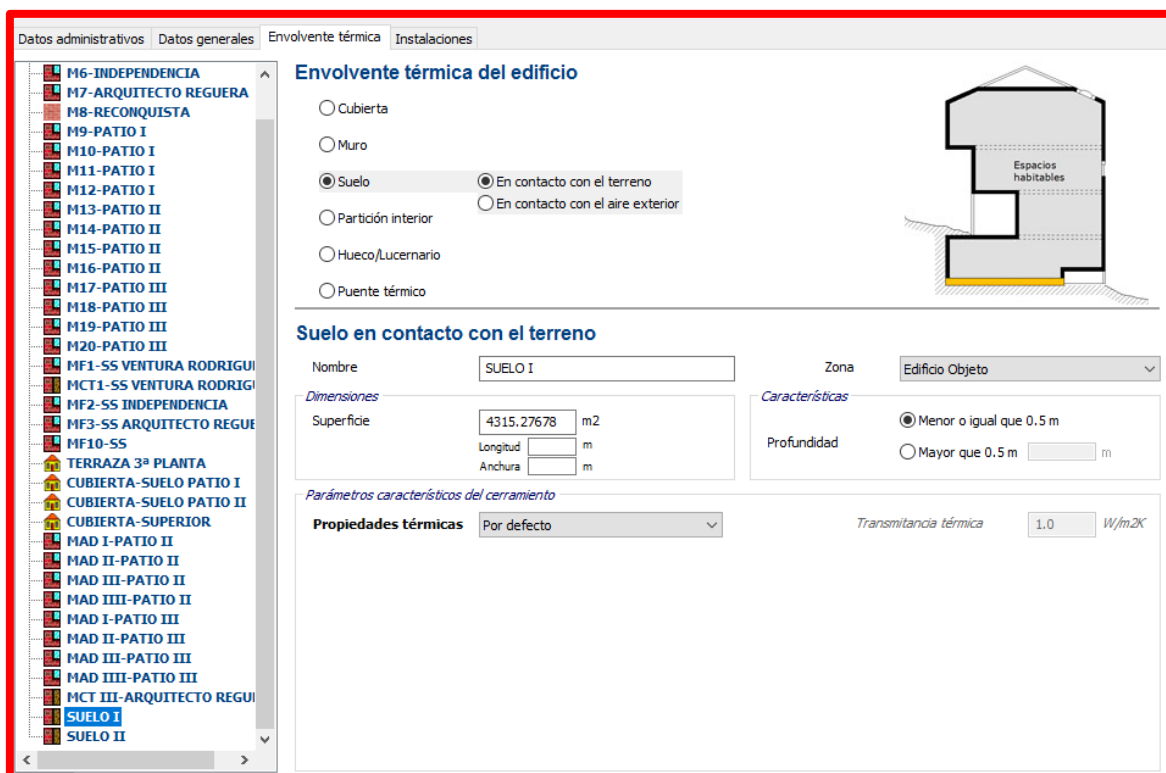 Datos administrativos Datos generales Envolvente térmica Instalaciones
M6-INDEPENDENCIA
M7-ARQUITECTO REGUERA
M8-RECONQUISTA
M9-PATIO I
M10-PATIO I
M11-PATIO I
M12-PATIO I
M13-PATIO II
M14-PATIO II
M15-PATIO II
M16-PATIO II
M17-PATIO III
M18-PATIO III
M19-PATIO III
M20-PATIO III
MF1-SS VENTURA RODRIGUI
MCT1-SS VENTURA RODRIGI
MF2-SS INDEPENDENCIA
MF3-SS ARQUITECTO REGUE
MF10-SS
TERRAZA 3ª PLANTA
CUBIERTA-SUELO PATIO I
CUBIERTA-SUELO PATIO II
CUBIERTA-SUPERIOR
MAD I-PATIO II
MAD II-PATIO II
MAD III-PATIO II
MAD IIII-PATIO II
MAD I-PATIO III
MAD II-PATIO III
MAD III-PATIO III
MAD IIII-PATIO III
MCT III-ARQUITECTO REGUI
SUELO I
SUELO II
Envolvente térmica del edificio
Cubierta
Muro
Suelo
En contacto con el terreno
En contacto con el aire exterior
Partición interior
Hueco/Lucernario
Puente térmico
Espacios
habitables
Suelo en contacto con el terreno
Nombre SUELO I Zona Edificio Objeto
Dimensiones
Superficie 4315.27678 m2
Longitud m
Anchura m
Características
Profundidad
Menor o igual que 0.5 m
Mayor que 0.5 m m
Parámetros característicos del cerramiento
Propiedades térmicas Por defecto Transmitancia térmica 1.0 W/m2K